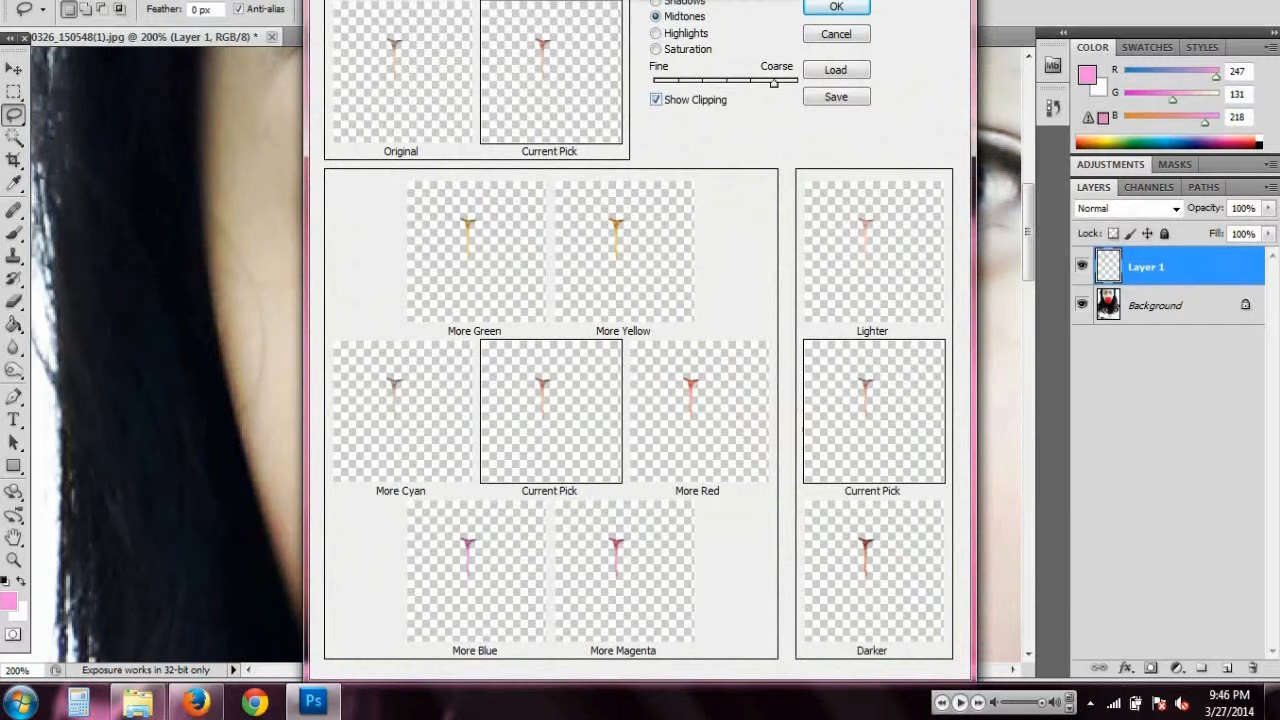 Feather: 0 px
Anti-alias
0326_150548(1).jpg @ 200% (Layer 1, RGB/8) *
Shadows
Midtones
Highlights
Saturation
Fine
Coarse
Show Clipping
OK
Cancel
Load
Save
Original
Current Pick
More Green
More Yellow
Lighter
More Cyan
Current Pick
More Red
Current Pick
More Blue
More Magenta
Darker
Mb
COLOR
SWATCHES
STYLES
R
247
G
131
B
218
ADJUSTMENTS
MASKS
LAYERS
CHANNELS
PATHS
Normal
Opacity: 100%
Lock:
Fill: 100%
Layer 1
Background
fx
T
200%
Exposure works in 32-bit only
Ps
9:46 PM
3/27/2014